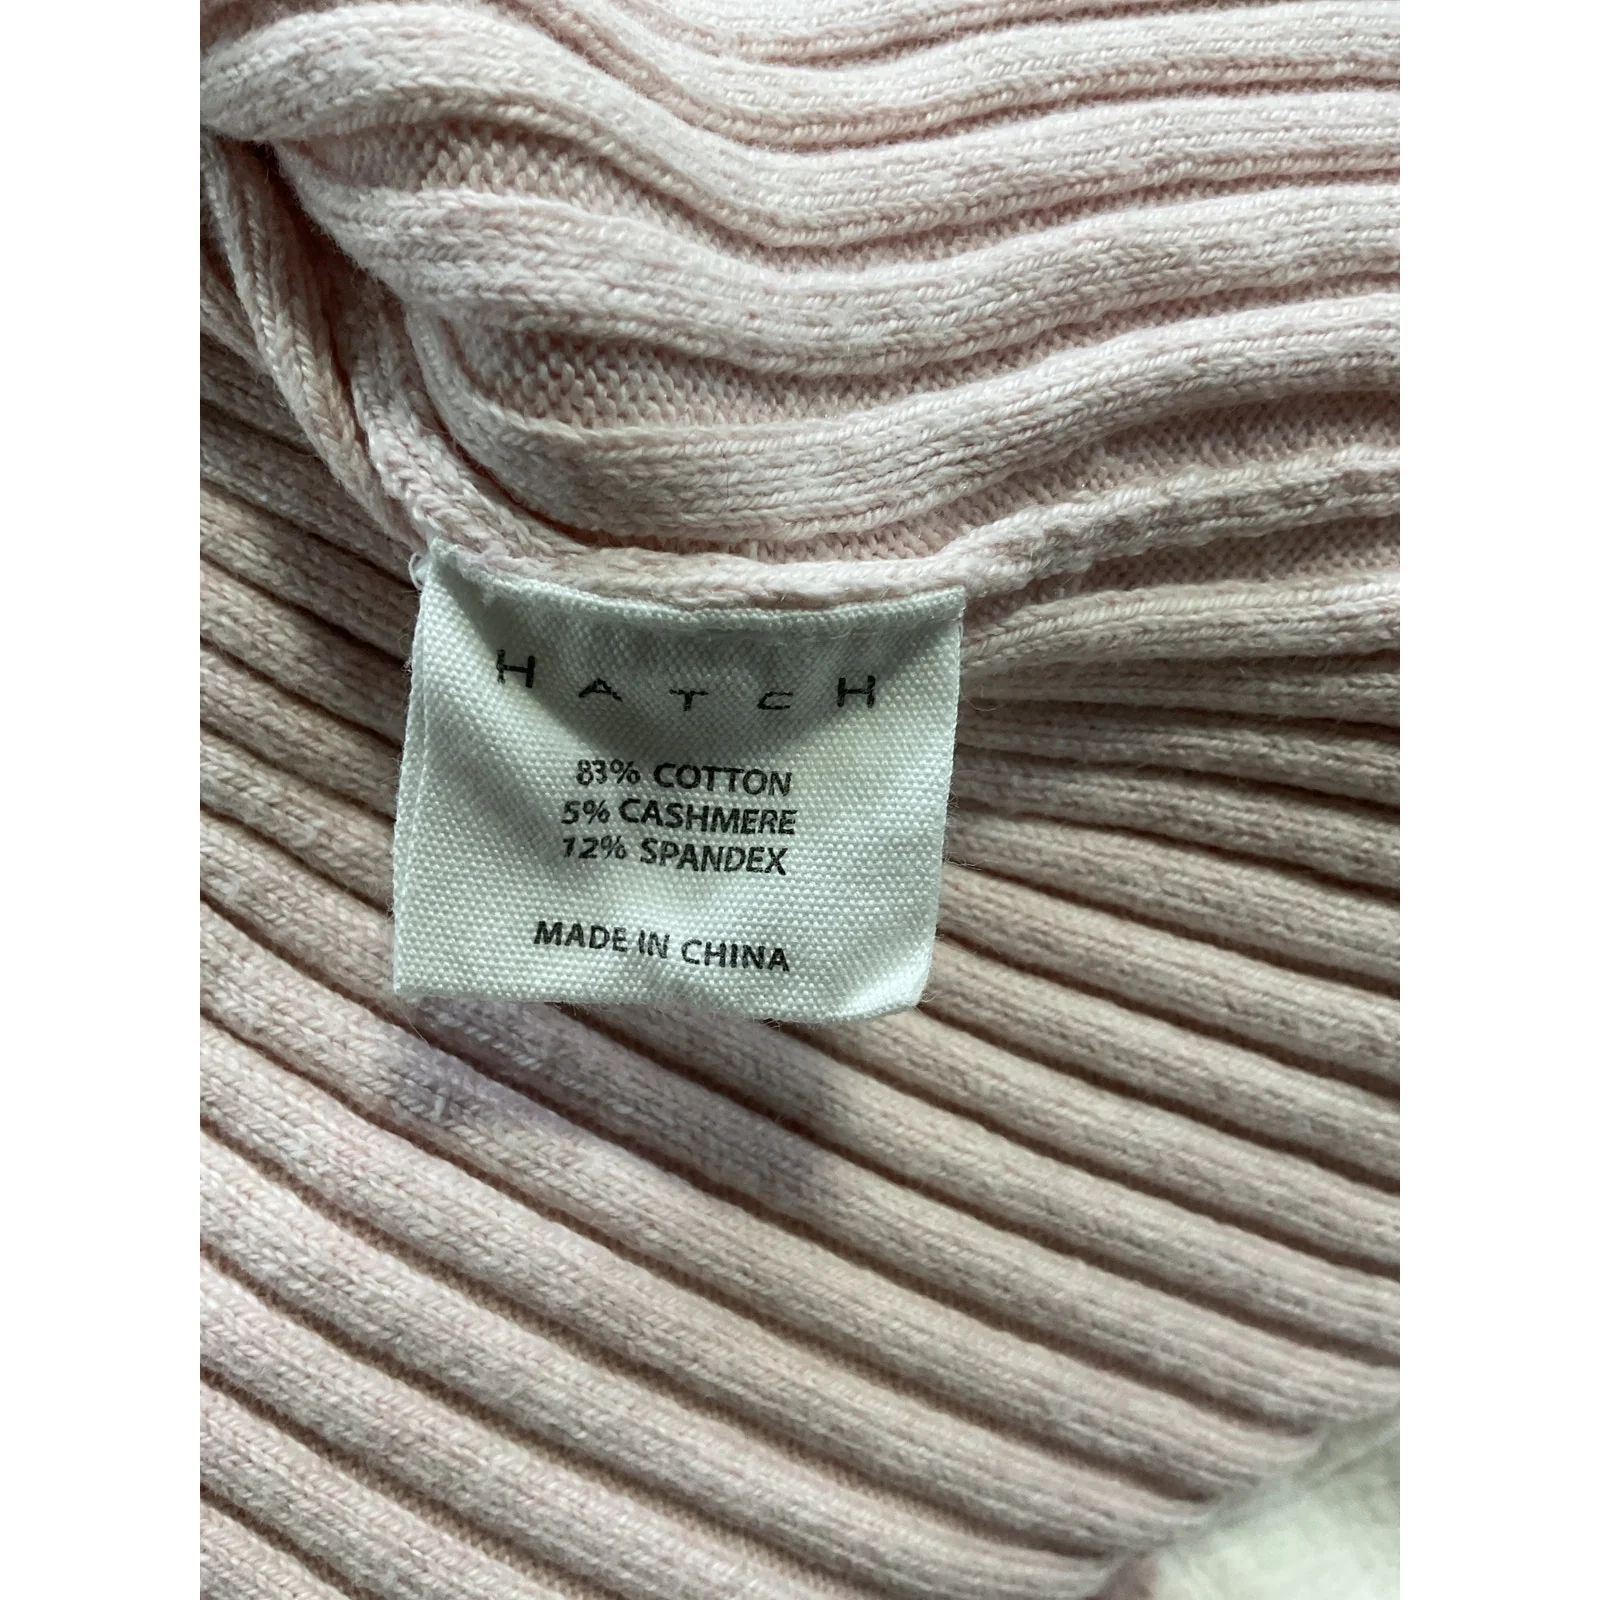 HATCH
83% COTTON
5% CASHMERE
12% SPANDEX
MADE IN CHINA